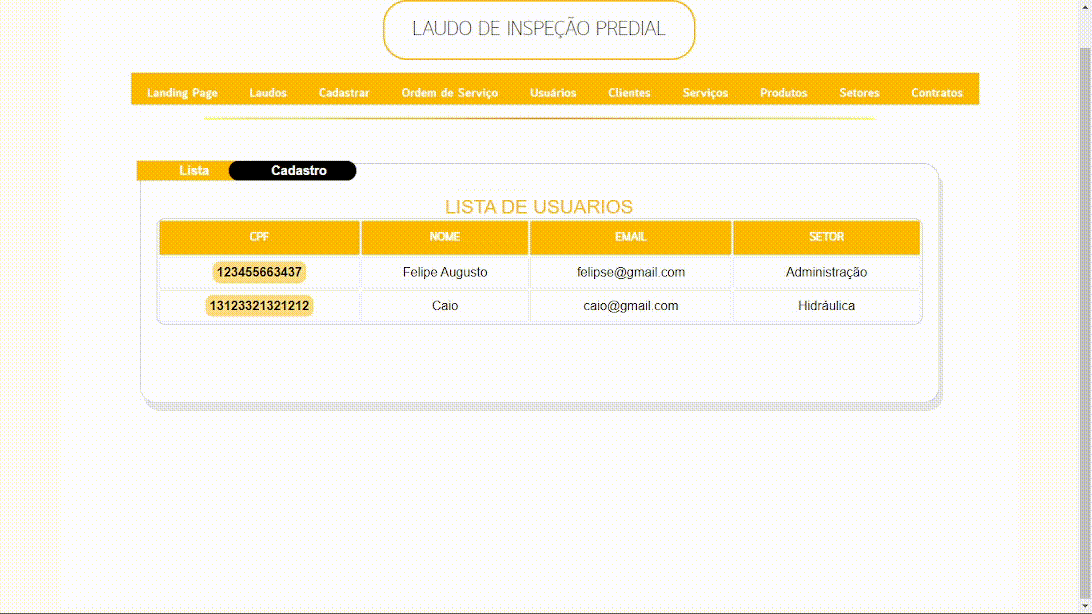 LAUDO DE INSPEÇÃO PREDIAL
Landing Page Laudos Cadastrar Ordem de Serviço Usuários Clientes Serviços Produtos Setores Contratos
Lista Cadastro
LISTA DE USUARIOS
CPF NOME EMAIL SETOR
123455663437 Felipe Augusto felipse@gmail.com Administração
13123321321212 Caio caio@gmail.com Hidráulica